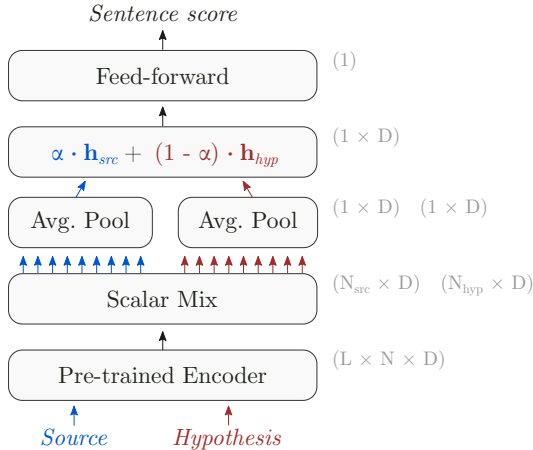 Sentence score
Feed-forward (1)
α · h_src + (1 - α) · h_hyp (1 × D)
Avg. Pool Avg. Pool (1 × D) (1 × D)
Scalar Mix (N_src × D) (N_hyp × D)
Pre-trained Encoder (L × N × D)
Source Hypothesis